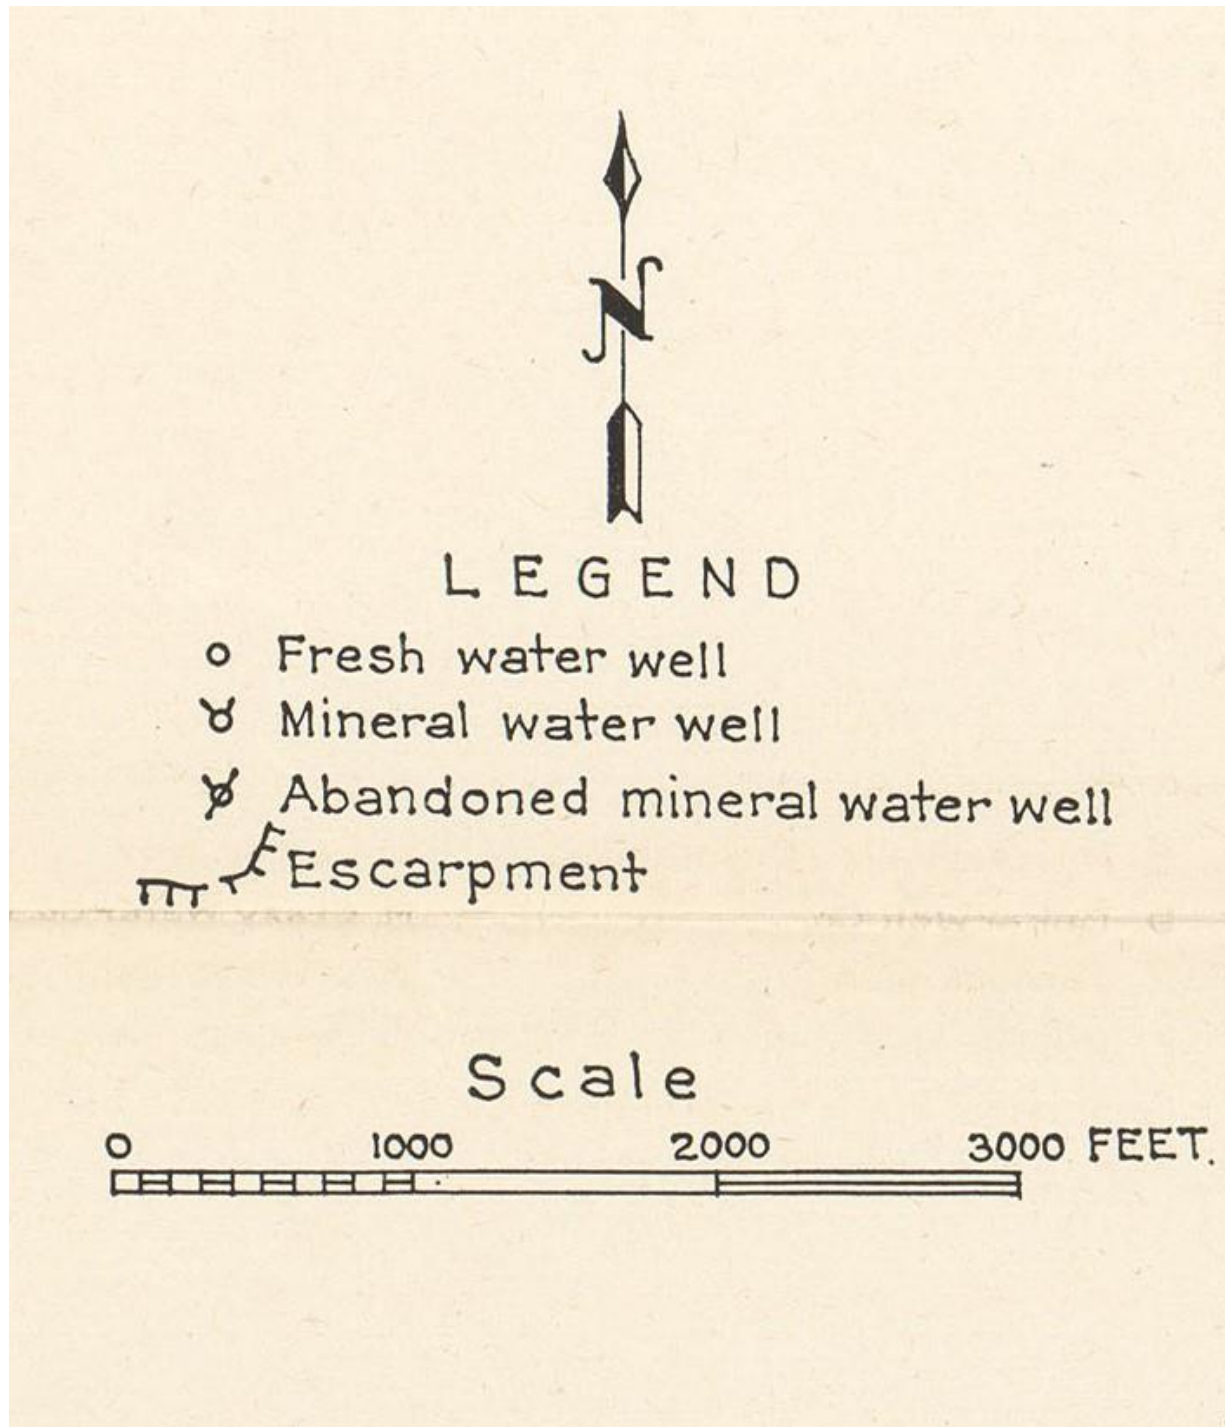 N
LEGEND
Fresh water well
Mineral water well
Abandoned mineral water well
Escarpment
Scale
0 1000 2000 3000 FEET.